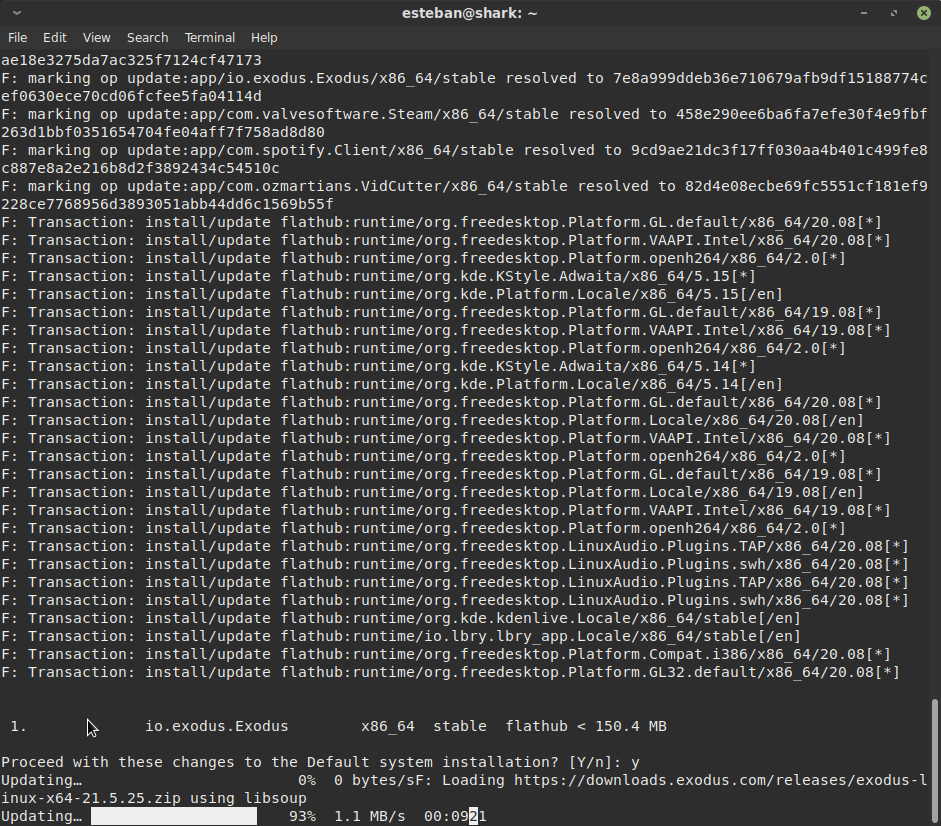 esteban@shark: ~
File Edit View Search Terminal Help
ae18e3275da7ac325f7124cf47173
F: marking op update:app/io.exodus.Exodus/x86_64/stable resolved to 7e8a999ddeb36e710679afb9df15188774c
ef0630ece70cd06fcfee5fa04114d
F: marking op update:app/com.valvesoftware.Steam/x86_64/stable resolved to 458e290ee6ba6fa7efe30f4e9fbf
263d1bbf0351654704fe04aff7f758ad8d80
F: marking op update:app/com.spotify.Client/x86_64/stable resolved to 9cd9ae21dc3f17ff030aa4b401c499fe8
c887e8a2e216b8d2f3892434c54510c
F: marking op update:app/com.ozmartians.VidCutter/x86_64/stable resolved to 82d4e08ecbe69fc5551cf181ef9
228ce7768956d3893051abb44dd6c1569b55f
F: Transaction: install/update flathub:runtime/org.freedesktop.Platform.GL.default/x86_64/20.08[*]
F: Transaction: install/update flathub:runtime/org.freedesktop.Platform.VAAPI.Intel/x86_64/20.08[*]
F: Transaction: install/update flathub:runtime/org.freedesktop.Platform.openh264/x86_64/2.0[*]
F: Transaction: install/update flathub:runtime/org.kde.KStyle.Adwaita/x86_64/5.15[*]
F: Transaction: install/update flathub:runtime/org.kde.Platform.Locale/x86_64/5.15[/en]
F: Transaction: install/update flathub:runtime/org.freedesktop.Platform.GL.default/x86_64/19.08[*]
F: Transaction: install/update flathub:runtime/org.freedesktop.Platform.VAAPI.Intel/x86_64/19.08[*]
F: Transaction: install/update flathub:runtime/org.freedesktop.Platform.openh264/x86_64/2.0[*]
F: Transaction: install/update flathub:runtime/org.kde.KStyle.Adwaita/x86_64/5.14[*]
F: Transaction: install/update flathub:runtime/org.kde.Platform.Locale/x86_64/5.14[/en]
F: Transaction: install/update flathub:runtime/org.freedesktop.Platform.GL.default/x86_64/20.08[*]
F: Transaction: install/update flathub:runtime/org.freedesktop.Platform.Locale/x86_64/20.08[/en]
F: Transaction: install/update flathub:runtime/org.freedesktop.Platform.VAAPI.Intel/x86_64/20.08[*]
F: Transaction: install/update flathub:runtime/org.freedesktop.Platform.openh264/x86_64/2.0[*]
F: Transaction: install/update flathub:runtime/org.freedesktop.Platform.GL.default/x86_64/19.08[*]
F: Transaction: install/update flathub:runtime/org.freedesktop.Platform.Locale/x86_64/19.08[/en]
F: Transaction: install/update flathub:runtime/org.freedesktop.Platform.VAAPI.Intel/x86_64/19.08[*]
F: Transaction: install/update flathub:runtime/org.freedesktop.Platform.openh264/x86_64/2.0[*]
F: Transaction: install/update flathub:runtime/org.freedesktop.LinuxAudio.Plugins.TAP/x86_64/20.08[*]
F: Transaction: install/update flathub:runtime/org.freedesktop.LinuxAudio.Plugins.swh/x86_64/20.08[*]
F: Transaction: install/update flathub:runtime/org.freedesktop.LinuxAudio.Plugins.TAP/x86_64/20.08[*]
F: Transaction: install/update flathub:runtime/org.freedesktop.LinuxAudio.Plugins.swh/x86_64/20.08[*]
F: Transaction: install/update flathub:runtime/org.kde.kdenlive.Locale/x86_64/stable[/en]
F: Transaction: install/update flathub:runtime/io.lbry.lbry_app.Locale/x86_64/stable[/en]
F: Transaction: install/update flathub:runtime/org.freedesktop.Platform.Compat.i386/x86_64/20.08[*]
F: Transaction: install/update flathub:runtime/org.freedesktop.Platform.GL32.default/x86_64/20.08[*]
1. io.exodus.Exodus x86_64 stable flathub < 150.4 MB
Proceed with these changes to the Default system installation? [Y/n]: y
Updating… 0% 0 bytes/sF: Loading https://downloads.exodus.com/releases/exodus-l
inux-x64-21.5.25.zip using libsoup
Updating… 93% 1.1 MB/s 00:0921